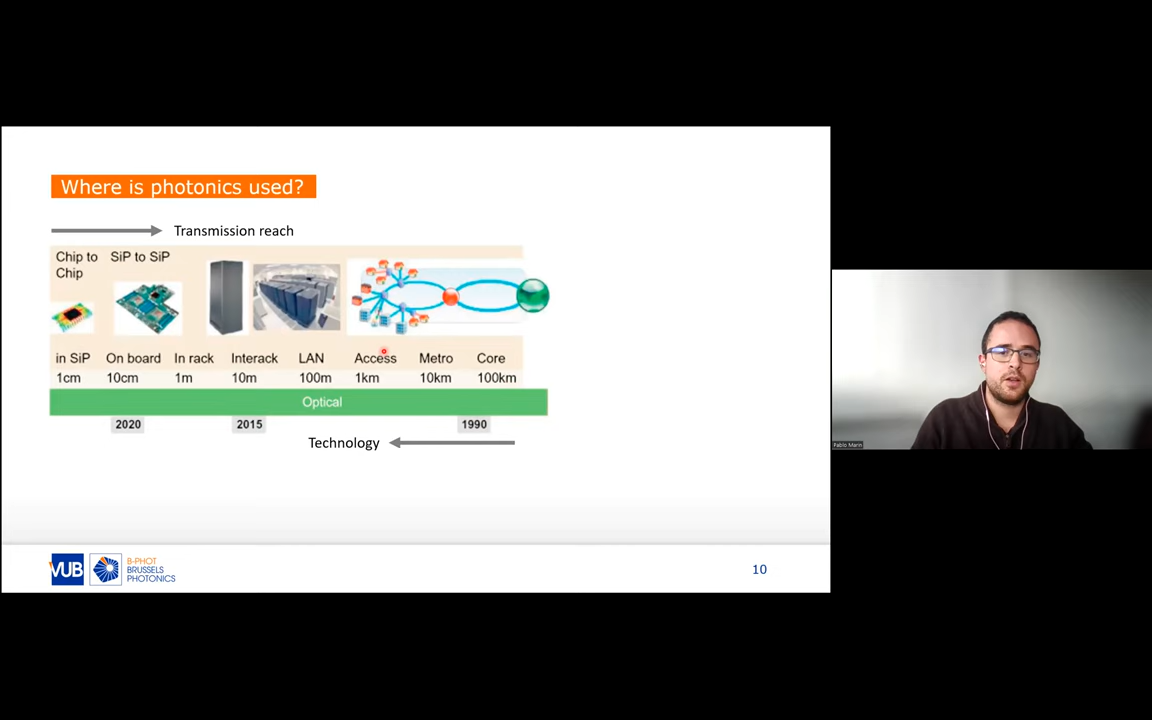 Where is photonics used?
Transmission reach
Chip to
Chip
SiP to SiP
in SiP On board In rack Interack LAN Access Metro Core
1cm 10cm 1m 10m 100m 1km 10km 100km
Optical
2020 2015 1990
Technology
VUB
B-PHOT
BRUSSELS
PHOTONICS
10
Pablo Marin